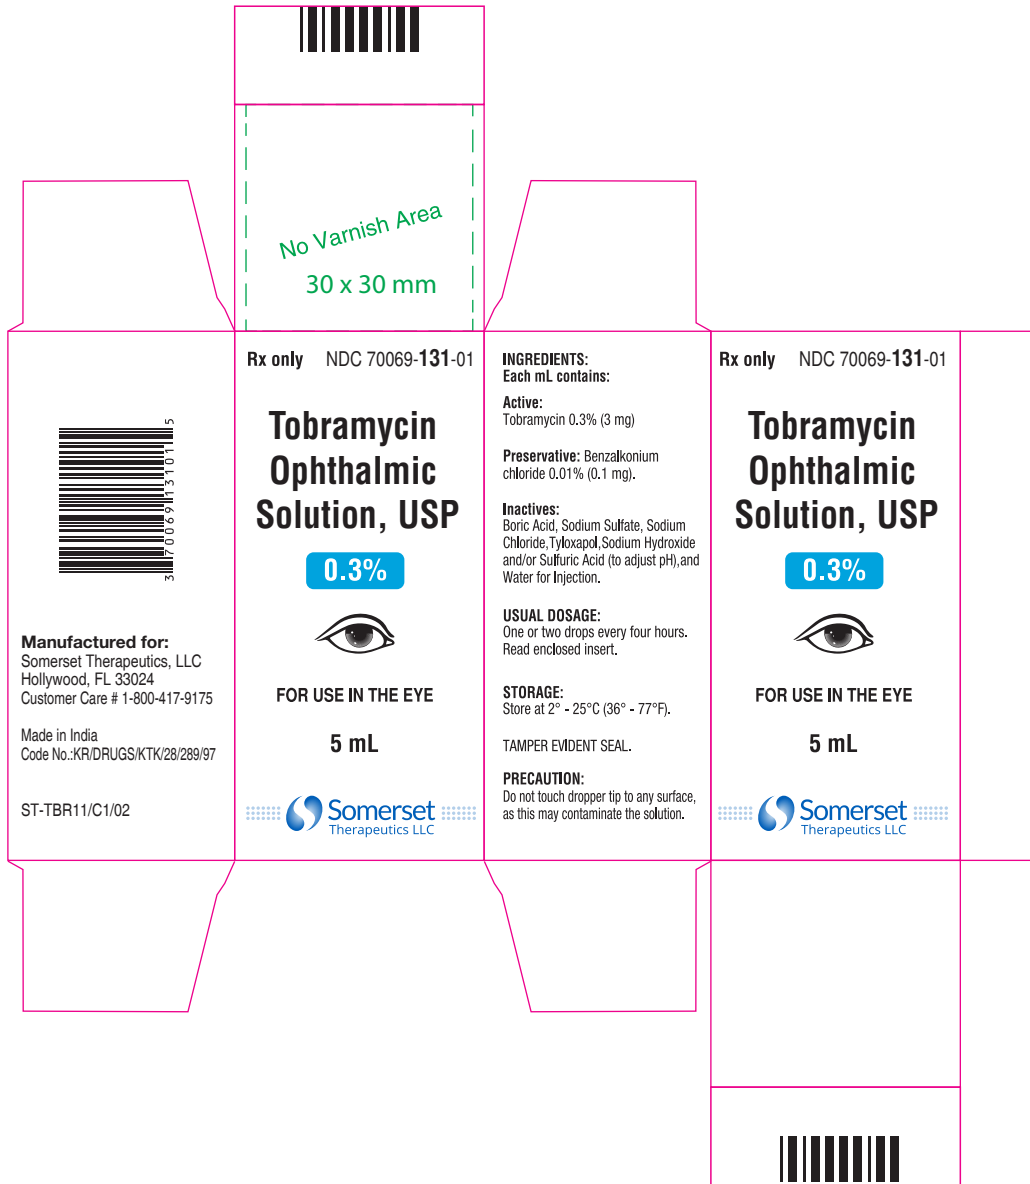 No Varnish Area
30 x 30 mm
3 70069 13101 5
Manufactured for:
Somerset Therapeutics, LLC
Hollywood, FL 33024
Customer Care # 1-800-417-9175
Made in India
Code No.:KR/DRUGS/KTK/28/289/97
ST-TBR11/C1/02
Rx only NDC 70069-131-01
Tobramycin
Ophthalmic
Solution, USP
0.3%
FOR USE IN THE EYE
5 mL
Somerset
Therapeutics LLC
INGREDIENTS:
Each mL contains:
Active:
Tobramycin 0.3% (3 mg)
Preservative: Benzalkonium
chloride 0.01% (0.1 mg).
Inactives:
Boric Acid, Sodium Sulfate, Sodium
Chloride,Tyloxapol,Sodium Hydroxide
and/or Sulfuric Acid (to adjust pH),and
Water for Injection.
USUAL DOSAGE:
One or two drops every four hours.
Read enclosed insert.
STORAGE:
Store at 2° - 25°C (36° - 77°F).
TAMPER EVIDENT SEAL.
PRECAUTION:
Do not touch dropper tip to any surface,
as this may contaminate the solution.
Rx only NDC 70069-131-01
Tobramycin
Ophthalmic
Solution, USP
0.3%
FOR USE IN THE EYE
5 mL
Somerset
Therapeutics LLC